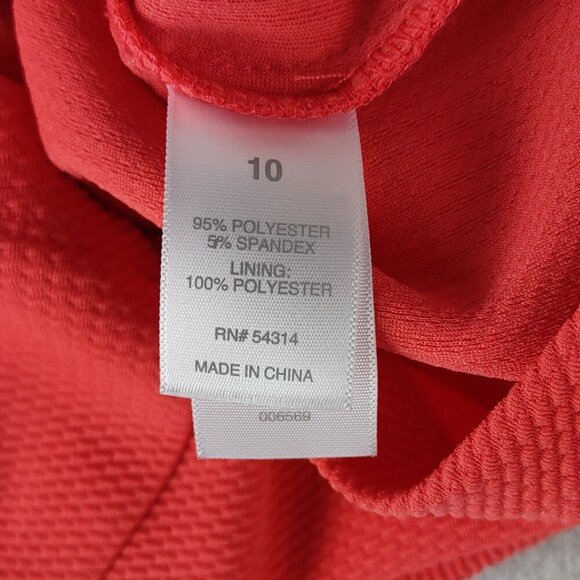 10
95% POLYESTER
5% SPANDEX
LINING:
100% POLYESTER
RN# 54314
MADE IN CHINA
006569